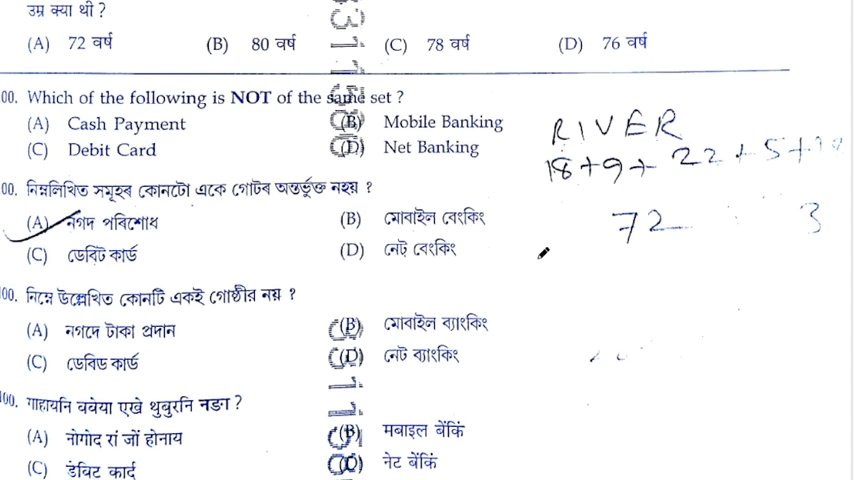 उम्र क्या थी ?
(A) 72 वर्ष (B) 80 वर्ष (C) 78 वर्ष (D) 76 वर्ष
00. Which of the following is NOT of the same set ?
(A) Cash Payment (B) Mobile Banking
(C) Debit Card (D) Net Banking
RIVER
18+9+22+5+18
00. নিম্নলিখিত সমূহৰ কোনটো একে গোটৰ অন্তৰ্ভুক্ত নহয় ?
(A) নগদ পৰিশোধ (B) মোবাইল বেংকিং
72 3
(C) ডেবিট কাৰ্ড (D) নেট বেংকিং
00. নিম্নে উল্লেখিত কোনটি একই গোষ্ঠীর নয় ?
(A) নগদে টাকা প্রদান (B) মোবাইল ব্যাংকিং
(C) ডেবিড কার্ড (D) নেট ব্যাংকিং
00. गाहायनि बबेया एखे थुबुरनि नङा ?
(A) नोगोद रां जों होनाय (B) मबाइल बेंकिं
(C) डेबिट कार्द (D) नेट बेंकिं